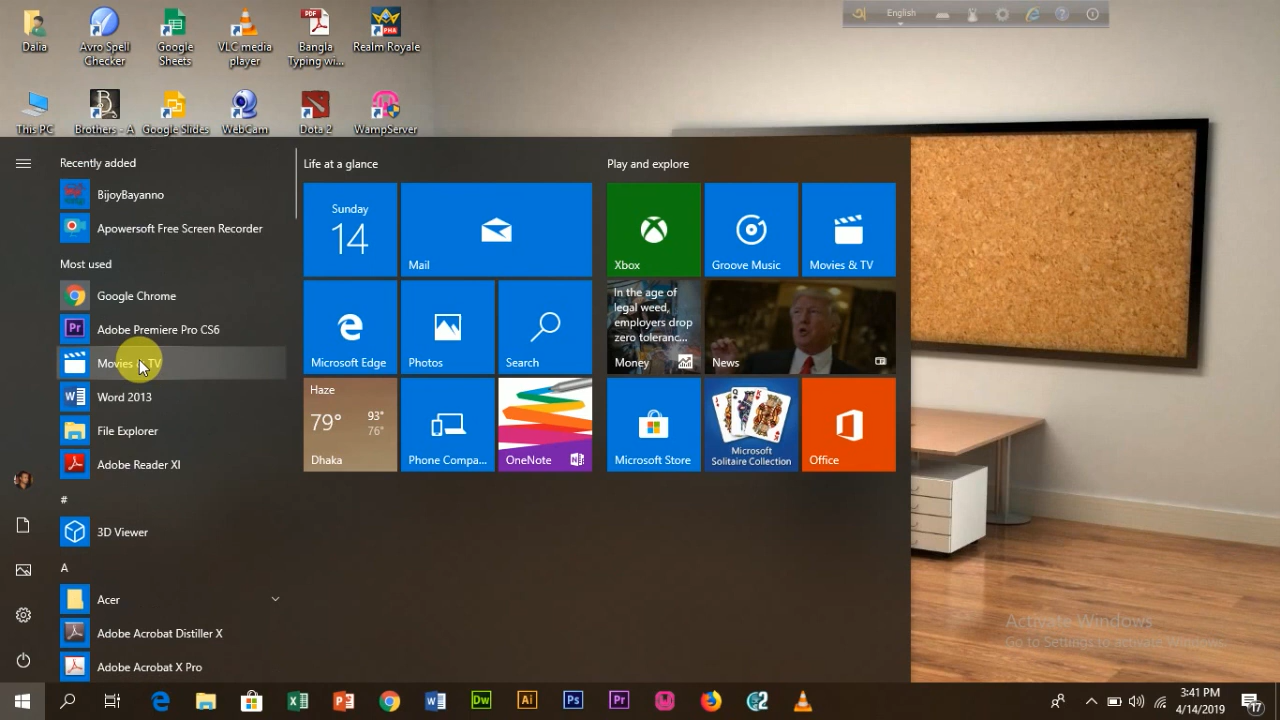 English
Dalia
Avro Spell
Checker
Google
Sheets
VLC media
player
Bangla
Typing wi...
Realm Royale
This PC
Brothers - A
Google Slides
WebCam
Dota 2
WampServer
Recently added
BijoyBayanno
Apowersoft Free Screen Recorder
Most used
Google Chrome
Adobe Premiere Pro CS6
Movies & TV
Word 2013
File Explorer
Adobe Reader XI
#
3D Viewer
A
Acer
Adobe Acrobat Distiller X
Adobe Acrobat X Pro
Life at a glance
Sunday
14
Mail
Microsoft Edge
Photos
Search
Haze
79° 93°
76°
Dhaka
Phone Compa...
OneNote
Play and explore
Xbox
Groove Music
Movies & TV
In the age of
legal weed,
employers drop
zero toleranc...
Money
News
Microsoft Store
Microsoft
Solitaire Collection
Office
Activate Windows
Go to Settings to activate Windows.
3:41 PM
4/14/2019
17